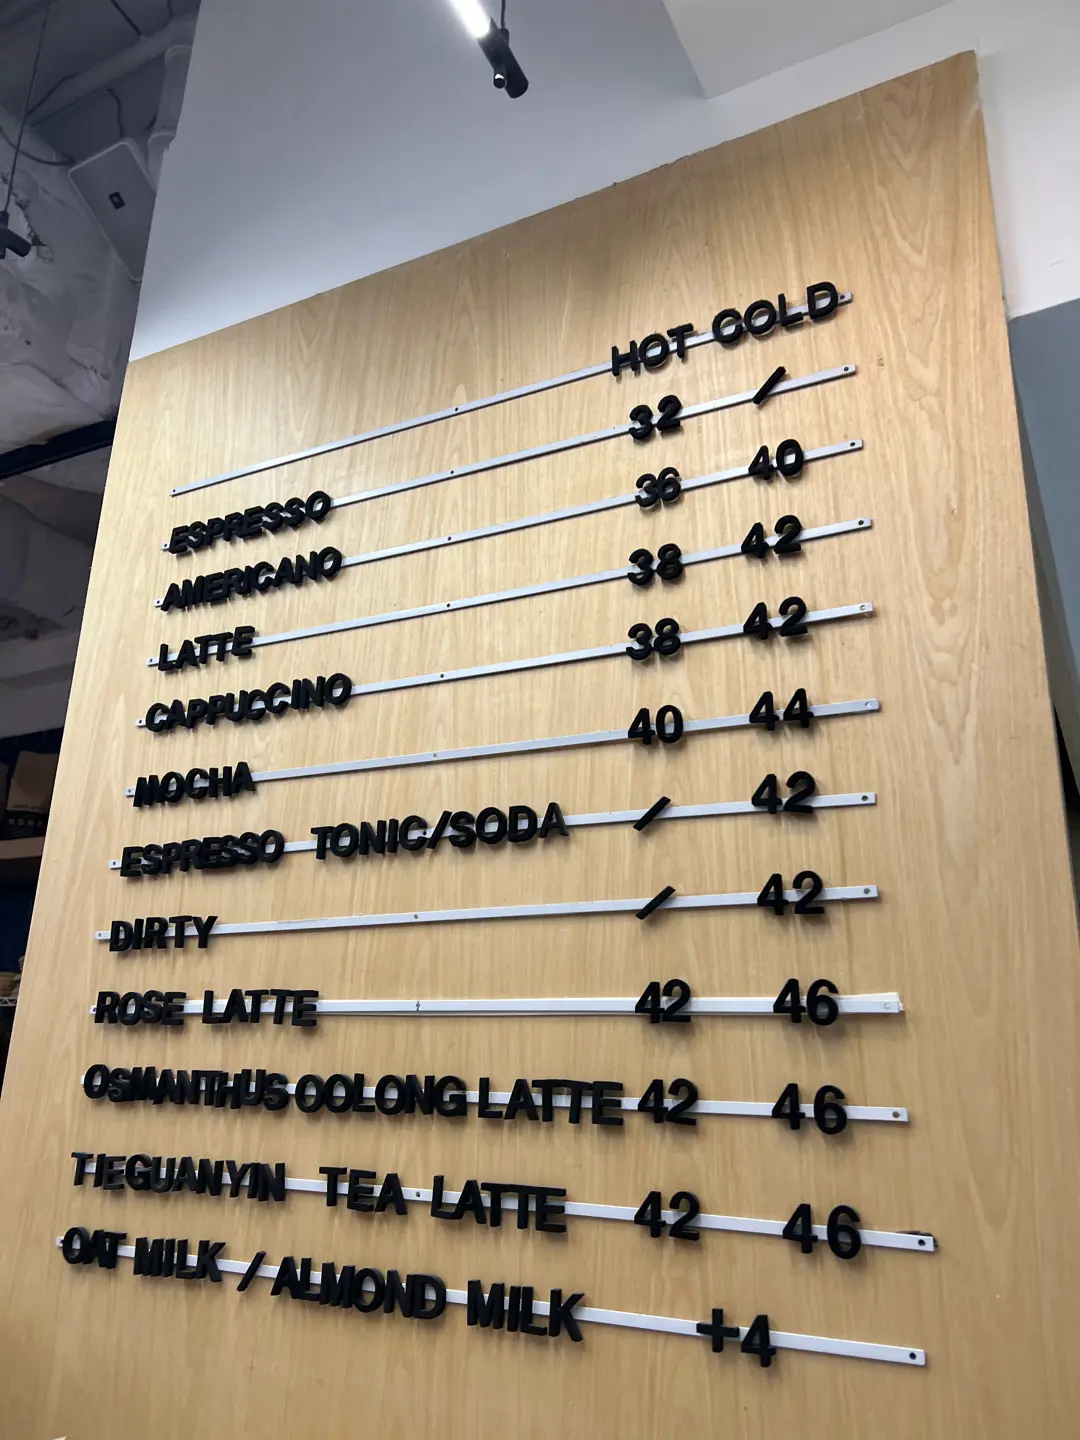 HOT COLD
ESPRESSO 32 /
AMERICANO 36 40
LATTE 38 42
CAPPUCCINO 38 42
MOCHA 40 44
ESPRESSO TONIC/SODA / 42
DIRTY / 42
ROSE LATTE 42 46
OSMANTHUS OOLONG LATTE 42 46
TIEGUANYIN TEA LATTE 42 46
OAT MILK / ALMOND MILK +4